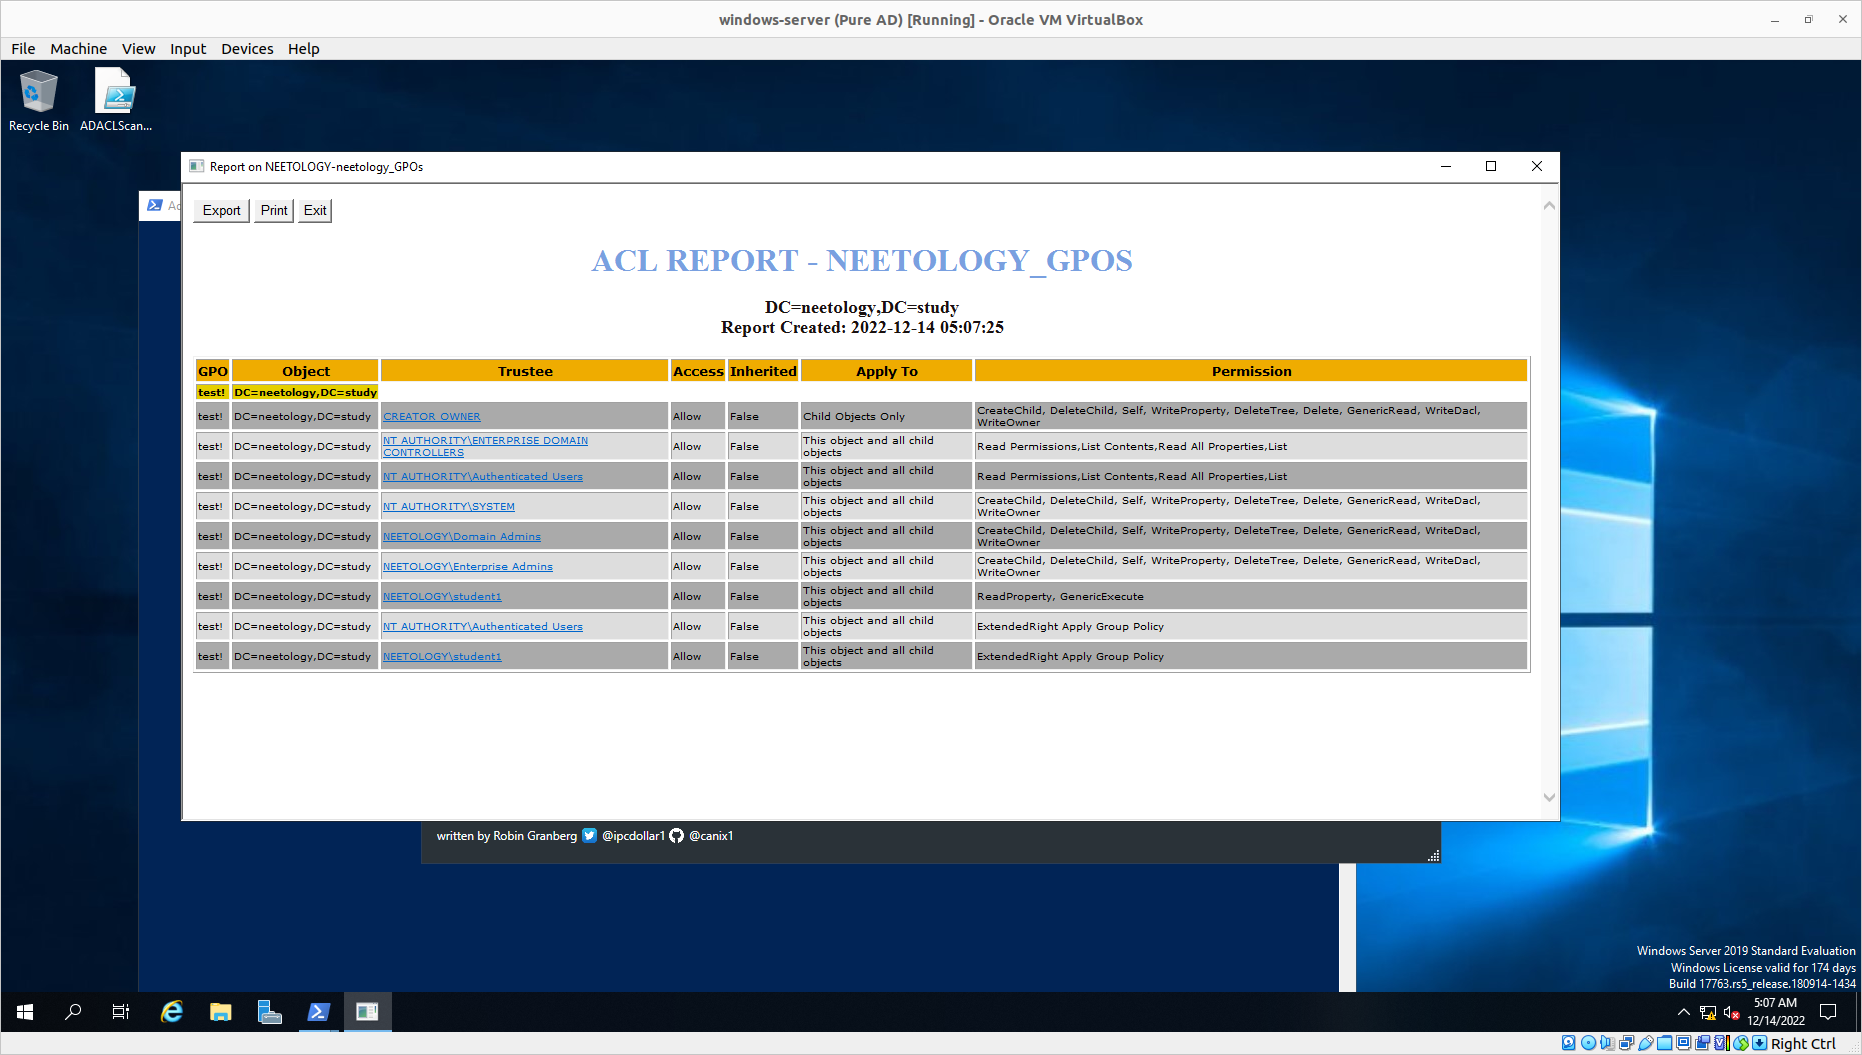 windows-server (Pure AD) [Running] - Oracle VM VirtualBox
File Machine View Input Devices Help
Recycle Bin
ADACLScan...
Report on NEETOLOGY-neetology_GPOs
Export Print Exit
ACL REPORT - NEETOLOGY_GPOS
DC=neetology,DC=study
Report Created: 2022-12-14 05:07:25
GPO Object Trustee Access Inherited Apply To Permission
test! DC=neetology,DC=study
test! DC=neetology,DC=study CREATOR OWNER Allow False Child Objects Only CreateChild, DeleteChild, Self, WriteProperty, DeleteTree, Delete, GenericRead, WriteDacl,
WriteOwner
test! DC=neetology,DC=study NT AUTHORITY\ENTERPRISE DOMAIN
CONTROLLERS Allow False This object and all child
objects Read Permissions,List Contents,Read All Properties,List
test! DC=neetology,DC=study NT AUTHORITY\Authenticated Users Allow False This object and all child
objects Read Permissions,List Contents,Read All Properties,List
test! DC=neetology,DC=study NT AUTHORITY\SYSTEM Allow False This object and all child
objects CreateChild, DeleteChild, Self, WriteProperty, DeleteTree, Delete, GenericRead, WriteDacl,
WriteOwner
test! DC=neetology,DC=study NEETOLOGY\Domain Admins Allow False This object and all child
objects CreateChild, DeleteChild, Self, WriteProperty, DeleteTree, Delete, GenericRead, WriteDacl,
WriteOwner
test! DC=neetology,DC=study NEETOLOGY\Enterprise Admins Allow False This object and all child
objects CreateChild, DeleteChild, Self, WriteProperty, DeleteTree, Delete, GenericRead, WriteDacl,
WriteOwner
test! DC=neetology,DC=study NEETOLOGY\student1 Allow False This object and all child
objects ReadProperty, GenericExecute
test! DC=neetology,DC=study NT AUTHORITY\Authenticated Users Allow False This object and all child
objects ExtendedRight Apply Group Policy
test! DC=neetology,DC=study NEETOLOGY\student1 Allow False This object and all child
objects ExtendedRight Apply Group Policy
written by Robin Granberg @ipcdollar1 @canix1
Windows Server 2019 Standard Evaluation
Windows License valid for 174 days
Build 17763.rs5_release.180914-1434
5:07 AM
12/14/2022
Right Ctrl